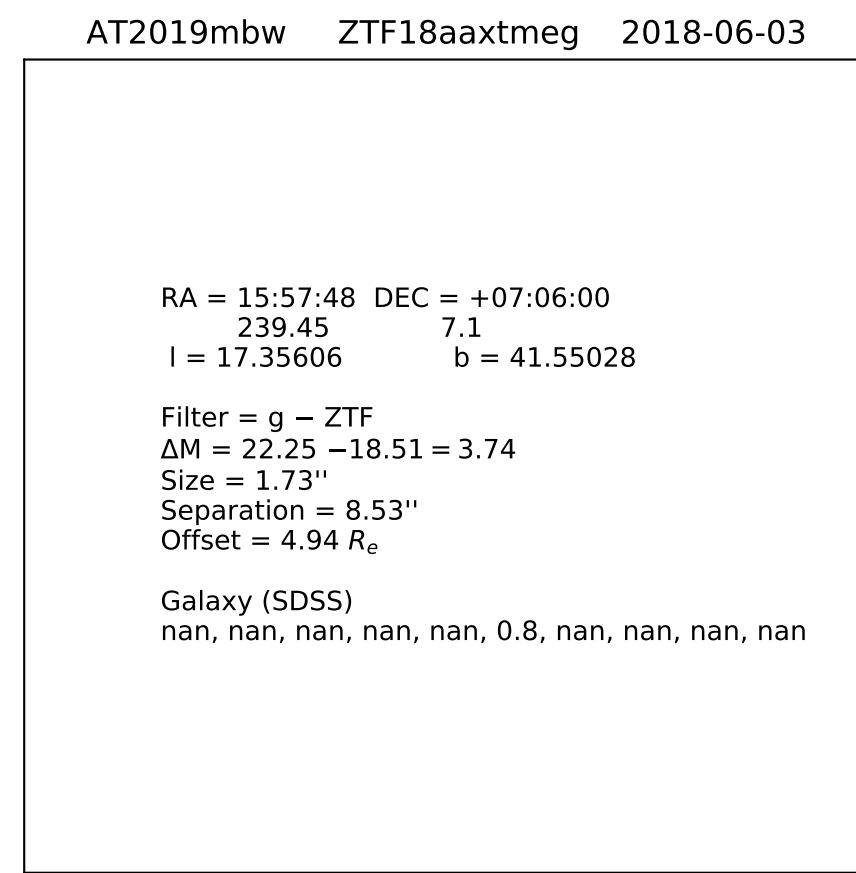 AT2019mbw ZTF18aaxtmeg 2018-06-03
RA = 15:57:48 DEC = +07:06:00
239.45 7.1
l = 17.35606 b = 41.55028
Filter = g − ZTF
ΔM = 22.25 −18.51 = 3.74
Size = 1.73''
Separation = 8.53''
Offset = 4.94 Re
Galaxy (SDSS)
nan, nan, nan, nan, nan, 0.8, nan, nan, nan, nan